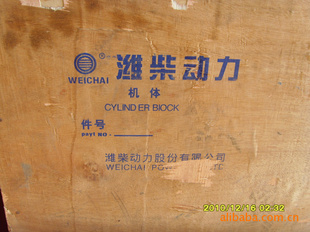 WEICHAI 潍柴动力
机体
CYLINDER BLOCK
件号
payt NO:
潍柴动力股份有限公司
WEICHAI
2010/12/16 02:32
alibaba.com.cn